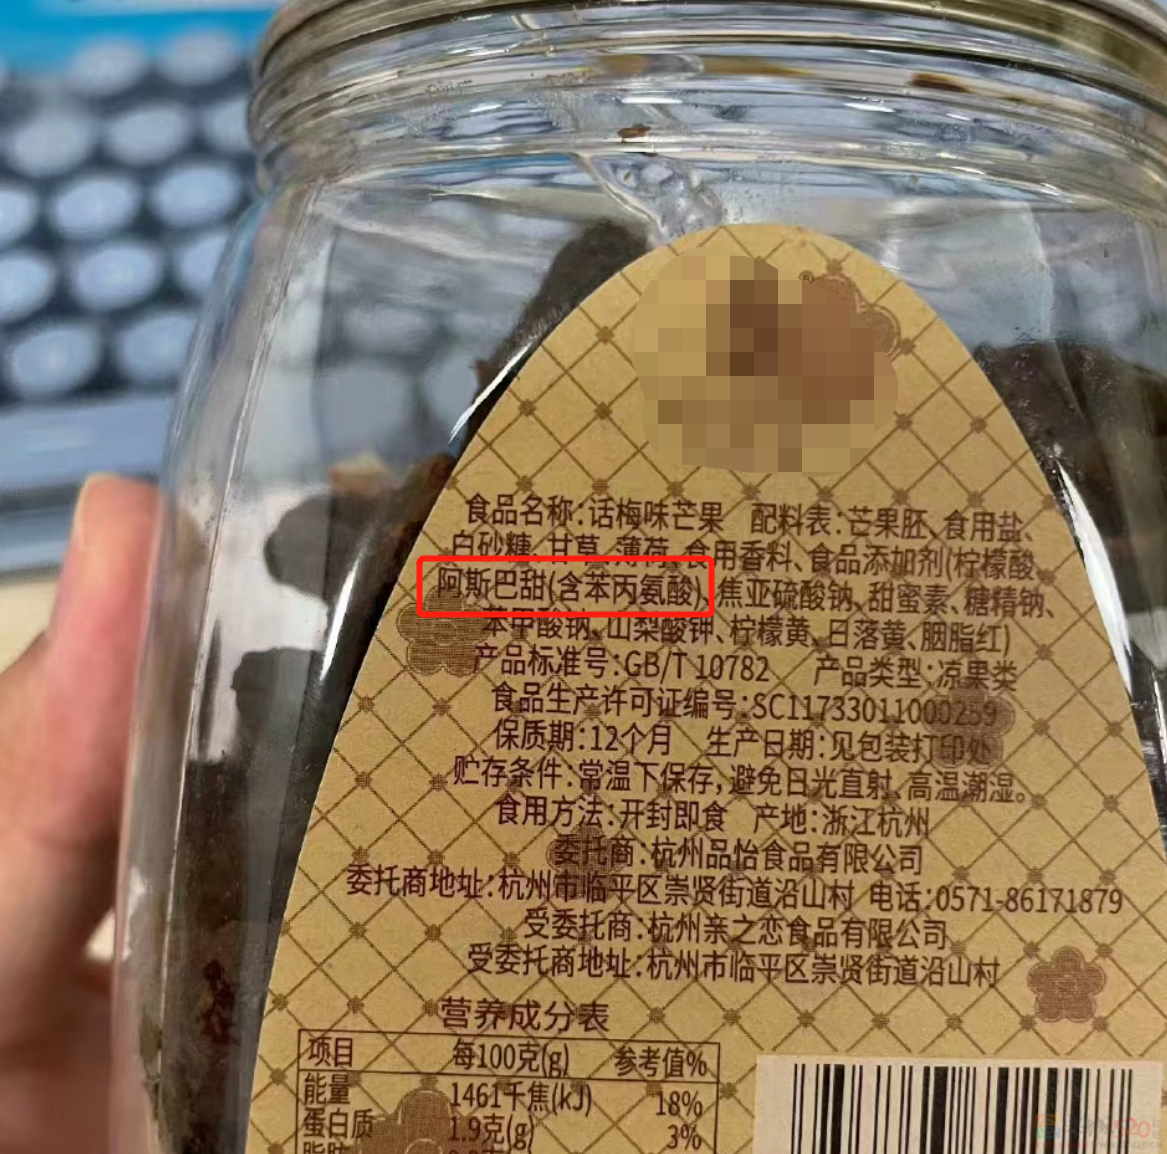 食品名称:话梅味芒果 配料表:芒果胚、食用盐、
白砂糖、甘草、薄荷、食用香料、食品添加剂(柠檬酸、
阿斯巴甜(含苯丙氨酸)、焦亚硫酸钠、甜蜜素、糖精钠、
苯甲酸钠、山梨酸钾、柠檬黄、日落黄、胭脂红)
产品标准号:GB/T 10782 产品类型:凉果类
食品生产许可证编号:SC11733011000259
保质期:12个月 生产日期:见包装打印处
贮存条件:常温下保存,避免日光直射、高温潮湿。
食用方法:开封即食 产地:浙江杭州
委托商:杭州品怡食品有限公司
委托商地址:杭州市临平区崇贤街道沿山村 电话:0571-86171879
受委托商:杭州亲之恋食品有限公司
受委托商地址:杭州市临平区崇贤街道沿山村
营养成分表
项目 每100克(g) 参考值%
能量 1461千焦(kJ) 18%
蛋白质 1.9克(g) 3%